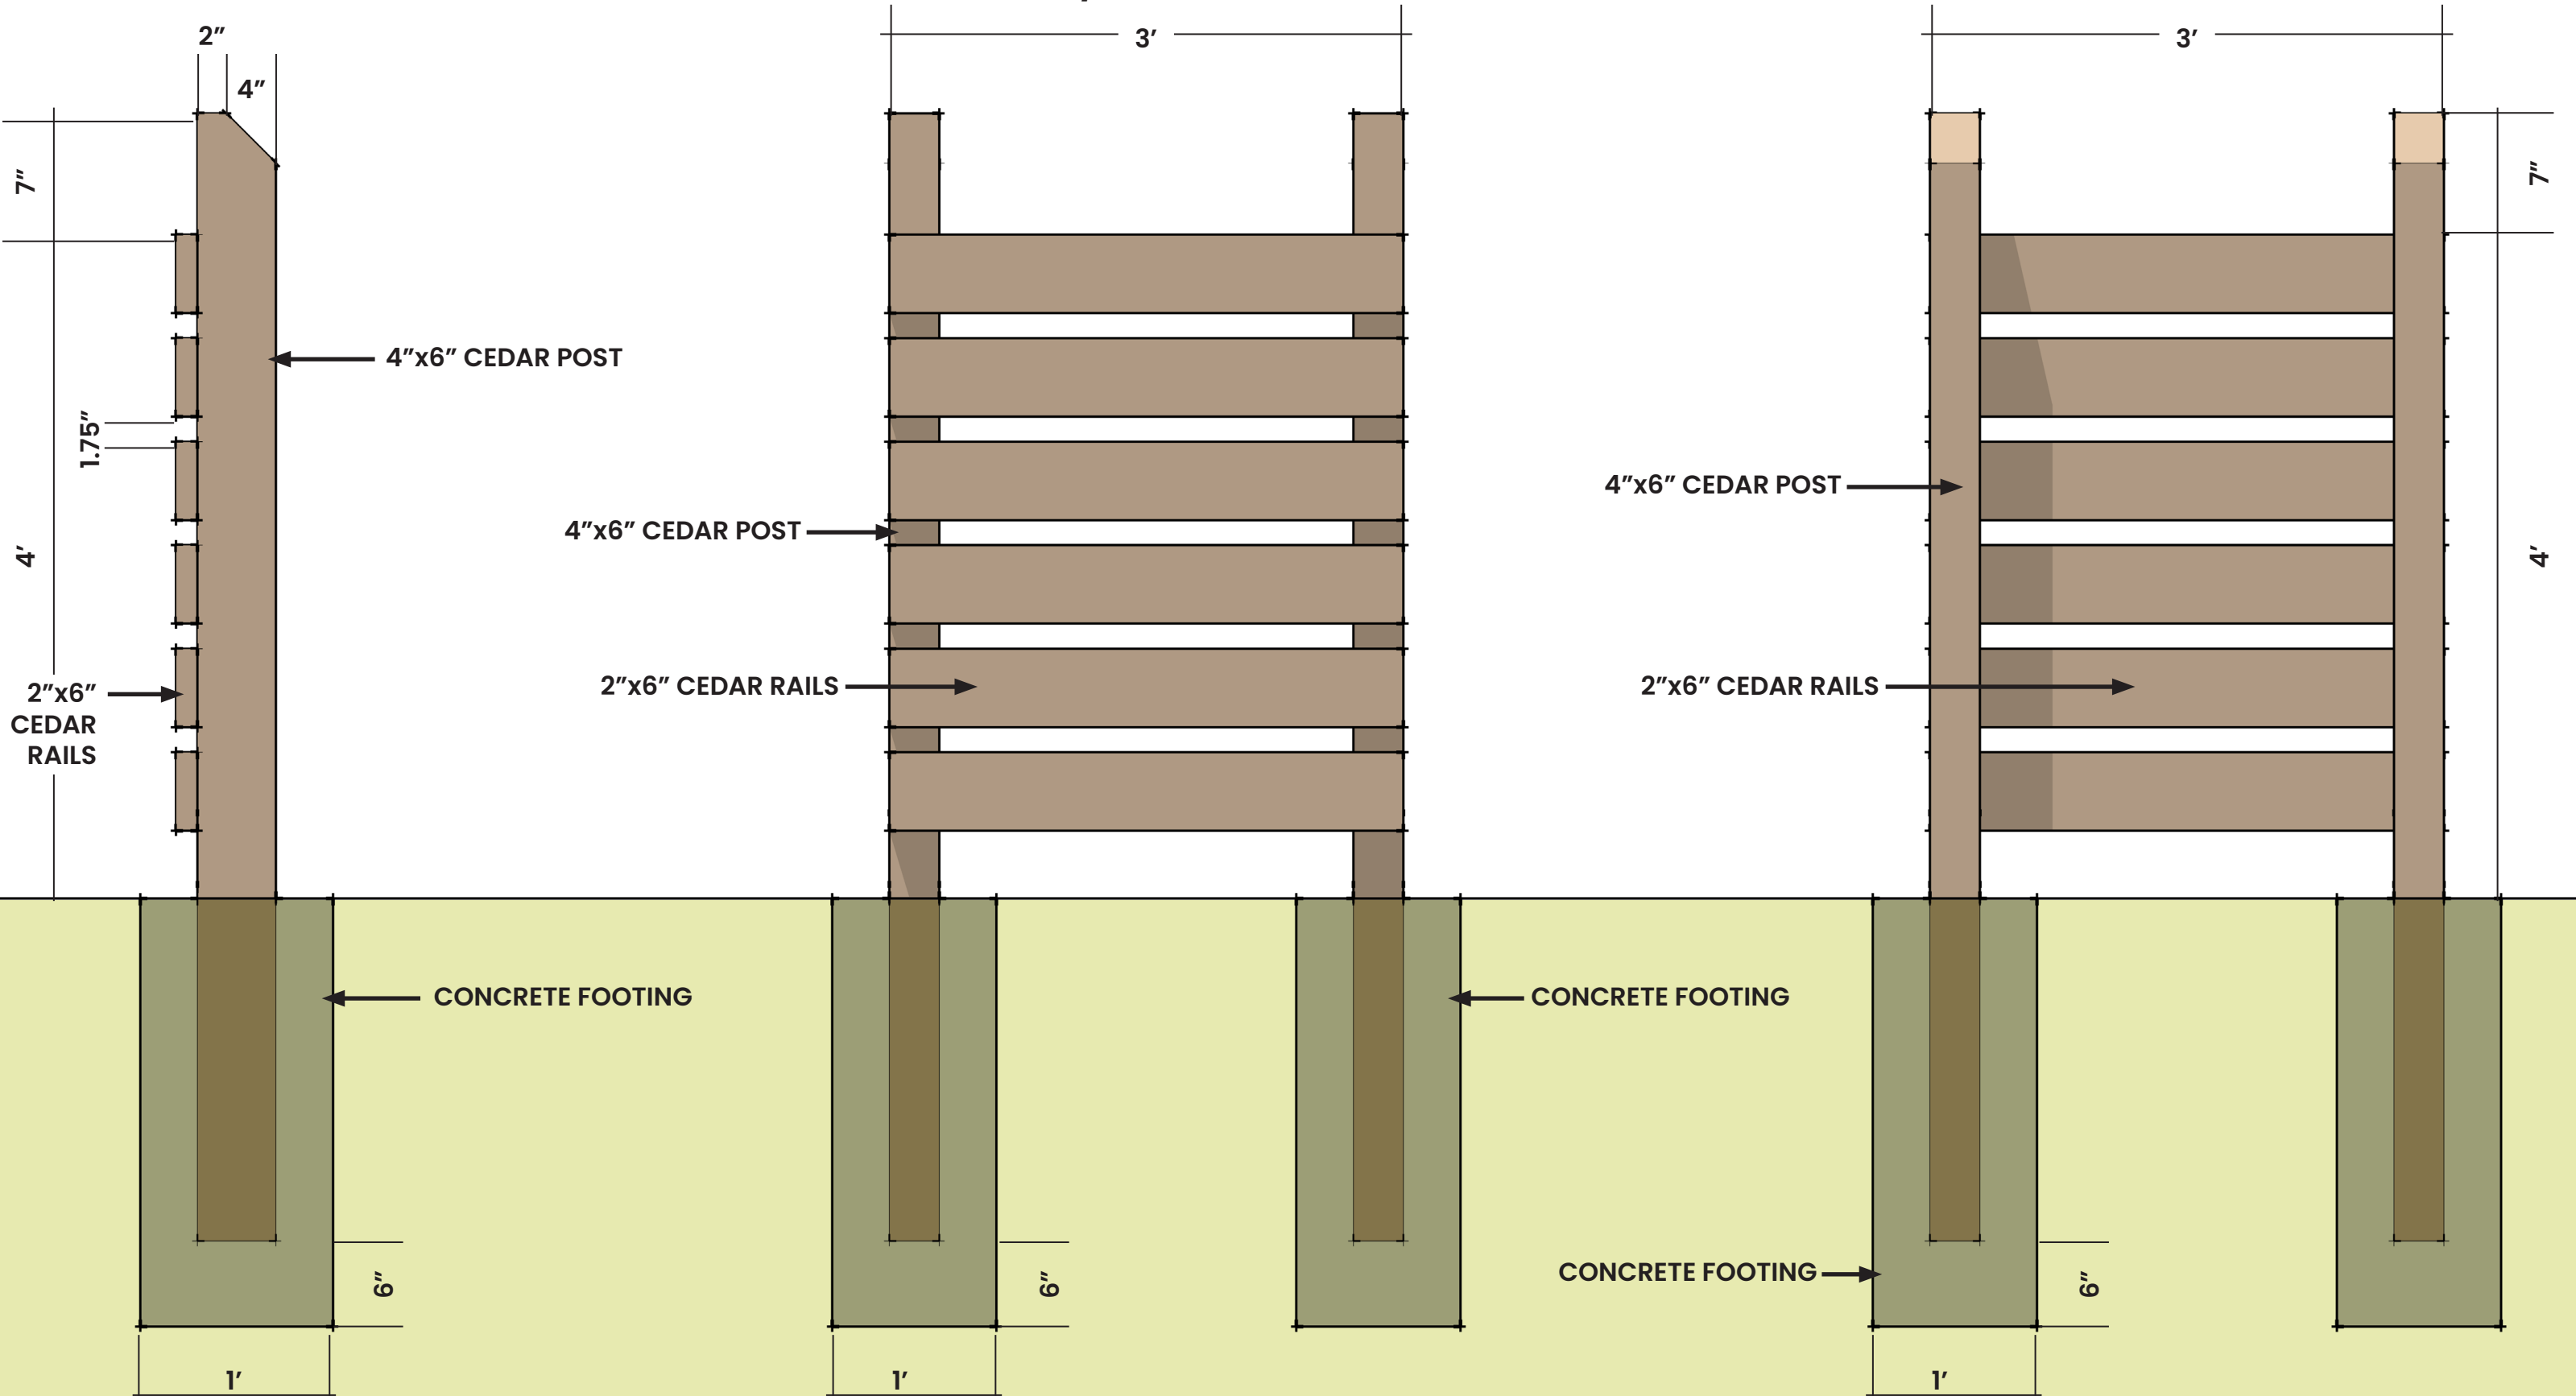 2”
4”
7”
4”x6” CEDAR POST
1.75”
4’
2”x6”
CEDAR
RAILS
CONCRETE FOOTING
6”
1’
3’
4”x6” CEDAR POST
2”x6” CEDAR RAILS
CONCRETE FOOTING
6”
1’
3’
7”
4”x6” CEDAR POST
4’
2”x6” CEDAR RAILS
CONCRETE FOOTING
6”
1’